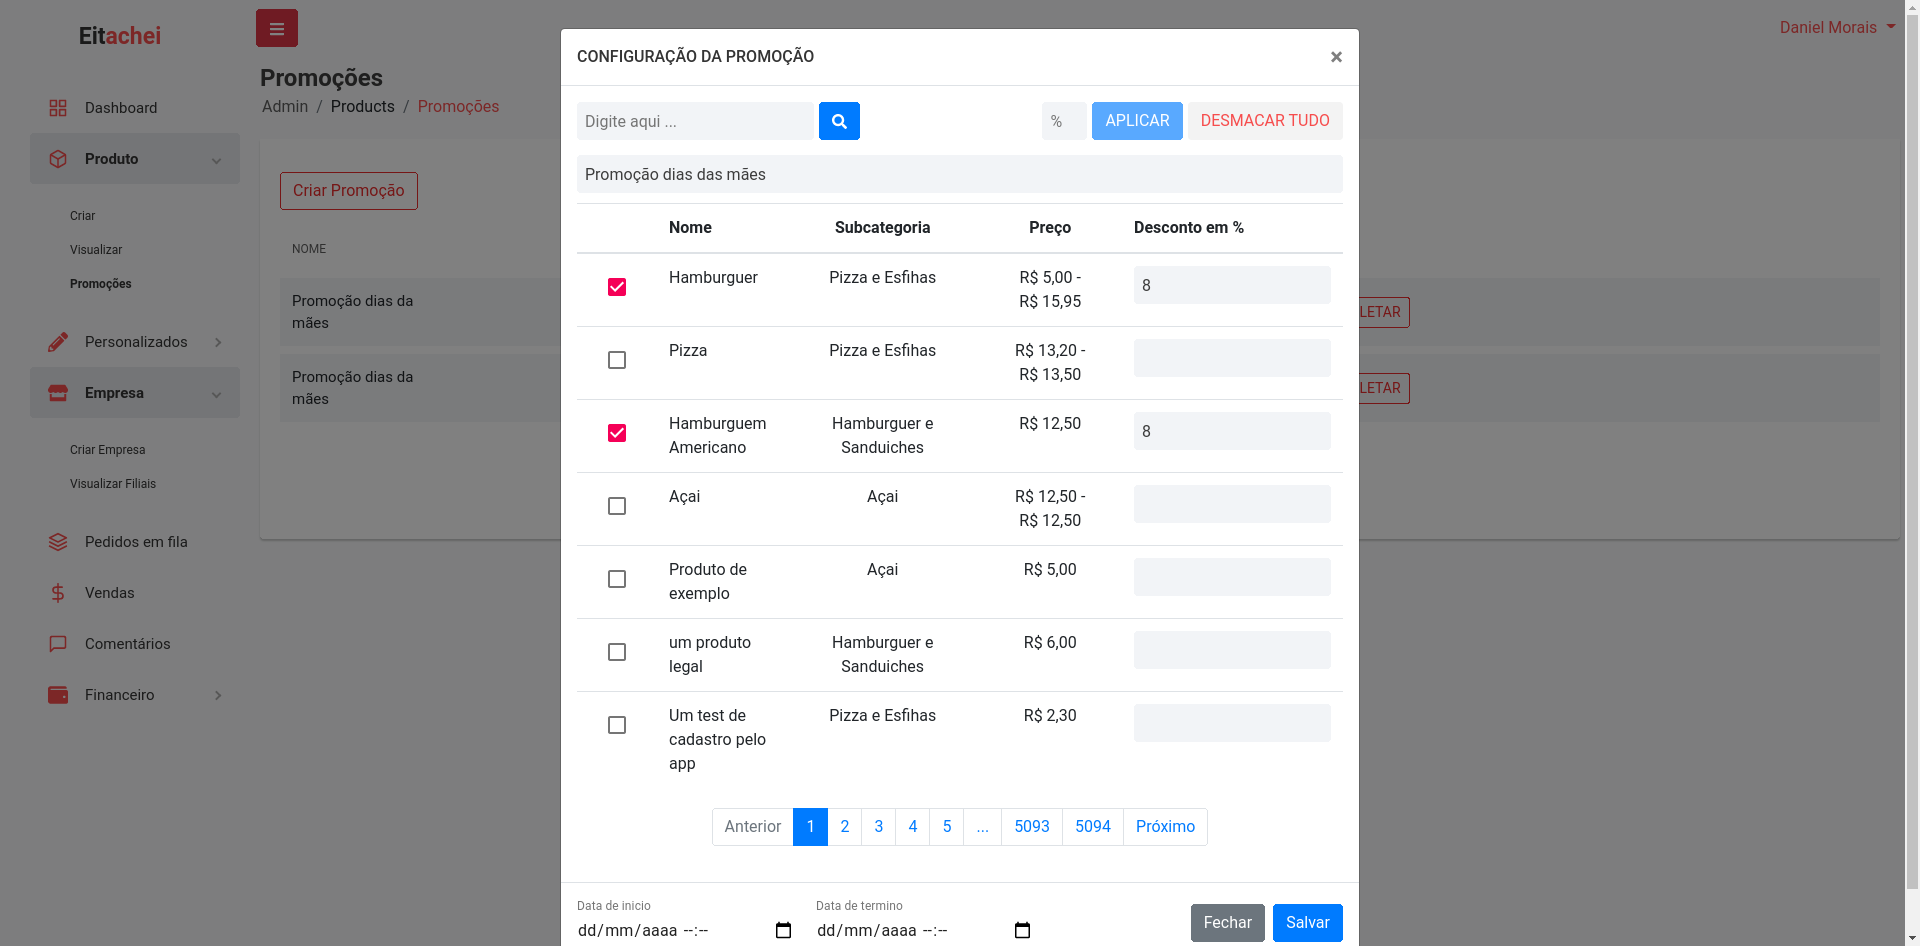 Eitachei
Daniel Morais
Promoções
Admin / Products / Promoções
Dashboard
Produto
Criar
Visualizar
Promoções
Personalizados
Empresa
Criar Empresa
Visualizar Filiais
Pedidos em fila
Vendas
Comentários
Financeiro
Criar Promoção
NOME
Promoção dias da
mães
LETAR
Promoção dias da
mães
LETAR
CONFIGURAÇÃO DA PROMOÇÃO ×
Digite aqui ... % APLICAR DESMACAR TUDO
Promoção dias das mães
Nome Subcategoria Preço Desconto em %
Hamburguer Pizza e Esfihas R$ 5,00 - 8
R$ 15,95
Pizza Pizza e Esfihas R$ 13,20 -
R$ 13,50
Hamburguem Hamburguer e R$ 12,50 8
Americano Sanduiches
Açai Açai R$ 12,50 -
R$ 12,50
Produto de Açai R$ 5,00
exemplo
um produto Hamburguer e R$ 6,00
legal Sanduiches
Um test de Pizza e Esfihas R$ 2,30
cadastro pelo
app
Anterior 1 2 3 4 5 ... 5093 5094 Próximo
Data de inicio Data de termino
dd/mm/aaaa --:-- dd/mm/aaaa --:-- Fechar Salvar